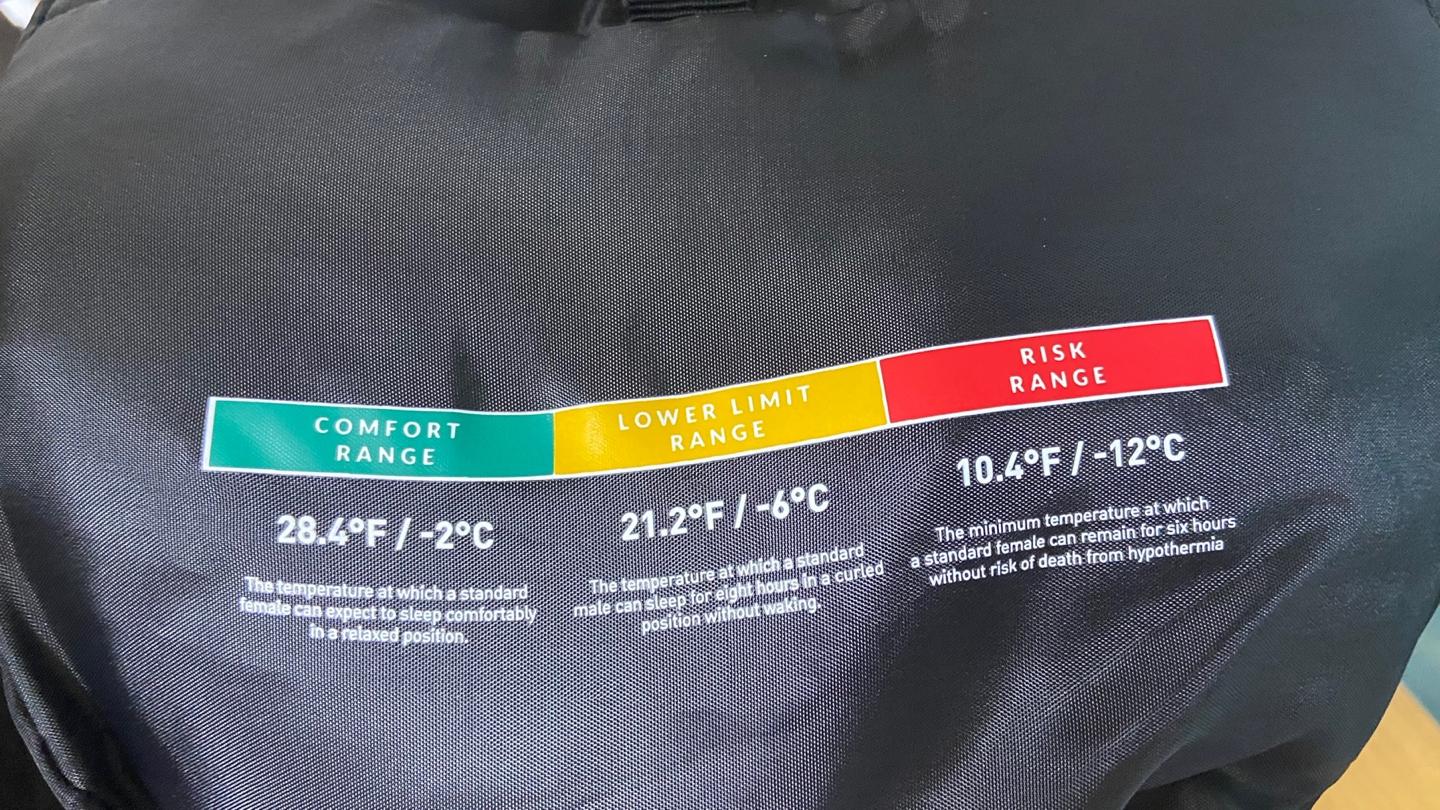 COMFORT
RANGE
28.4°F / -2°C
The temperature at which a standard
female can expect to sleep comfortably
in a relaxed position.
LOWER LIMIT
RANGE
21.2°F / -6°C
The temperature at which a standard
male can sleep for eight hours in a curled
position without waking.
RISK
RANGE
10.4°F / -12°C
The minimum temperature at which
a standard female can remain for six hours
without risk of death from hypothermia